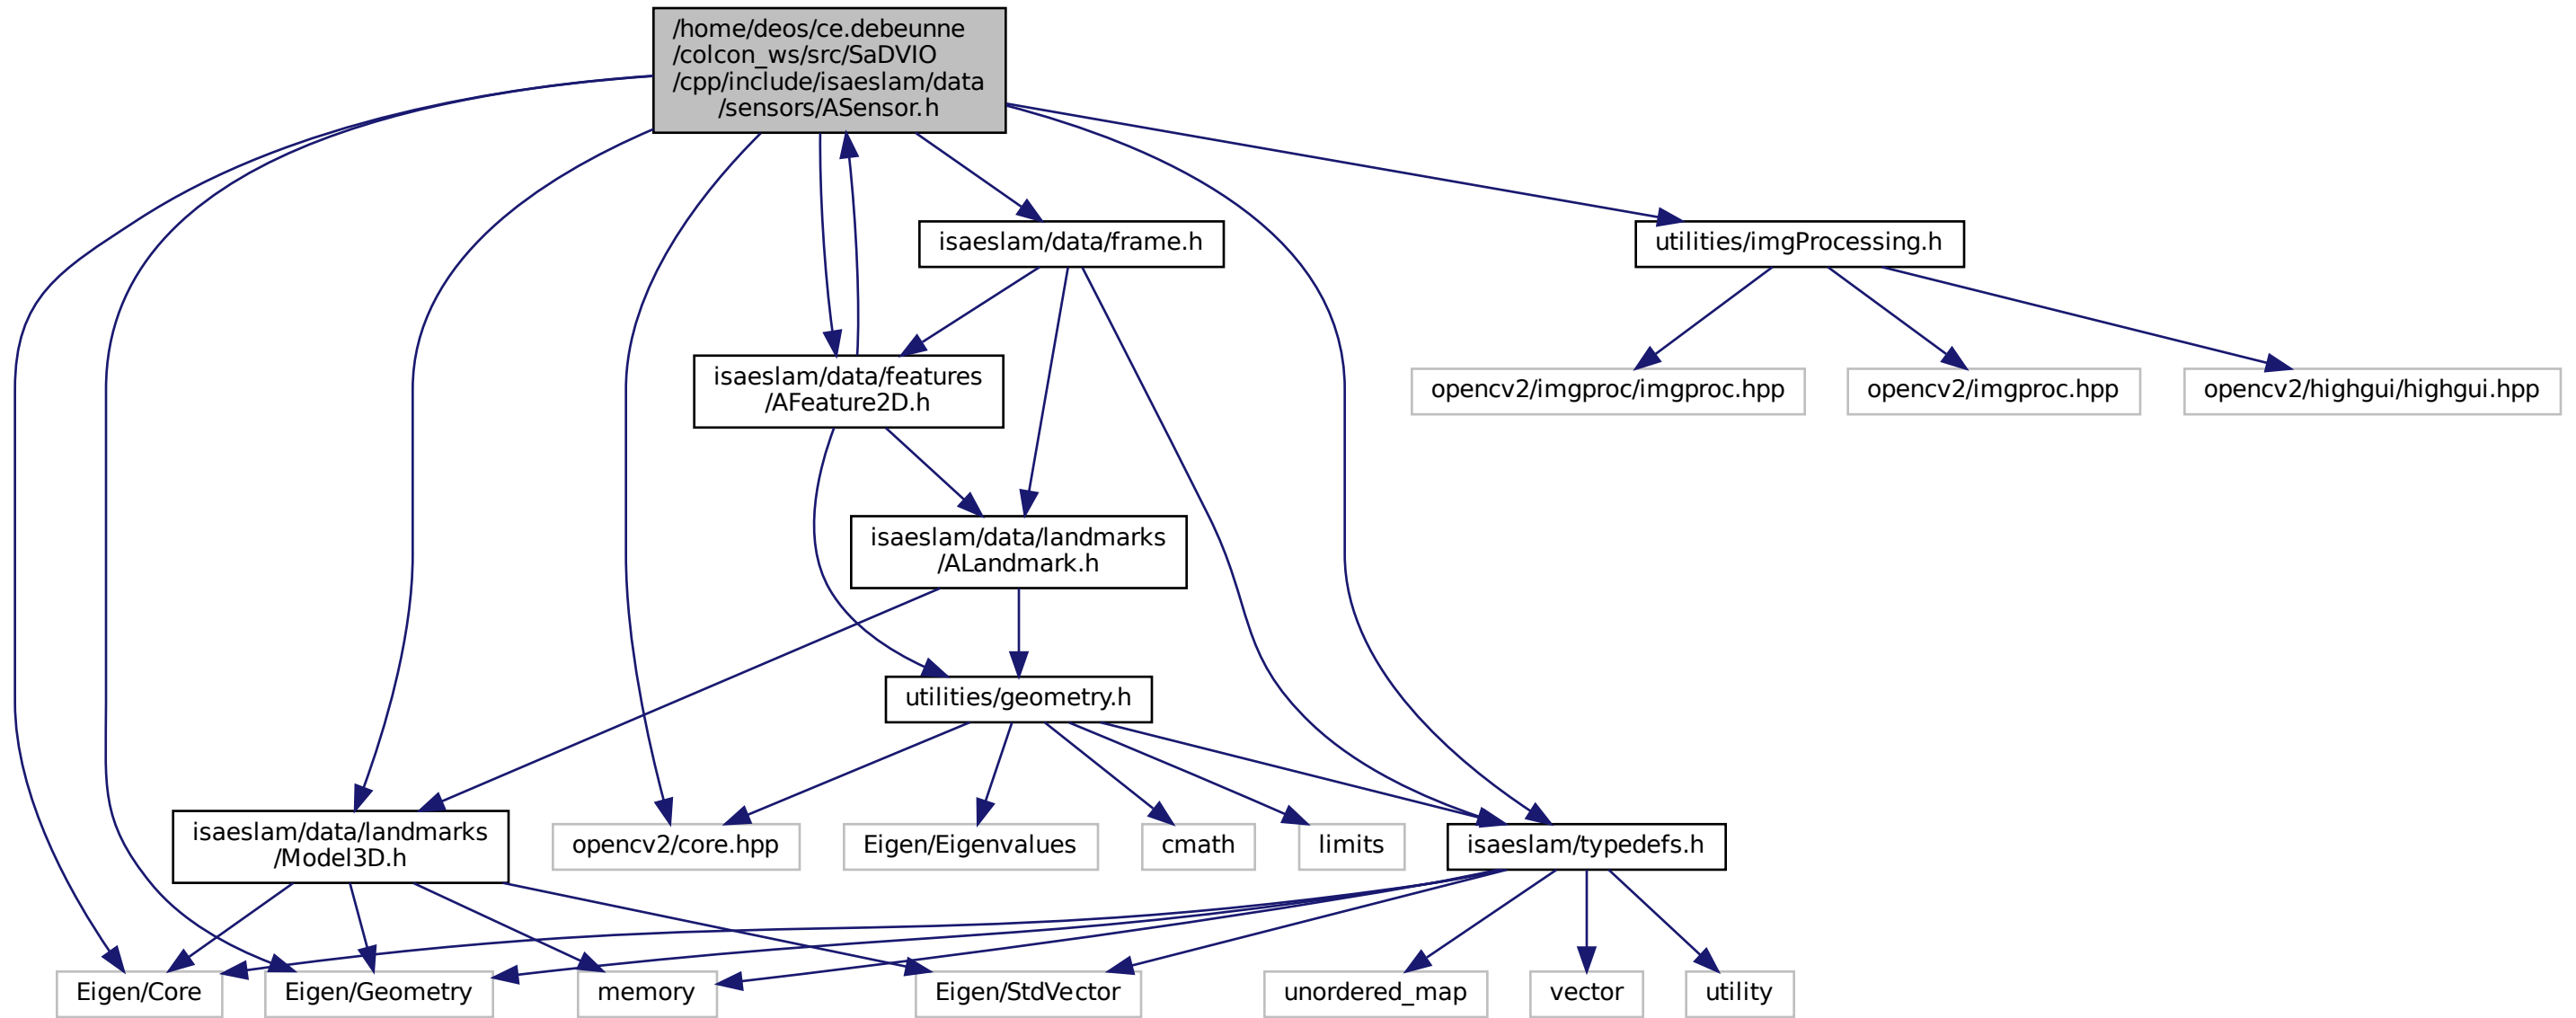 /home/deos/ce.debeunne
/colcon_ws/src/SaDVIO
/cpp/include/isaeslam/data
/sensors/ASensor.h
isaeslam/data/frame.h
utilities/imgProcessing.h
isaeslam/data/features
/AFeature2D.h
opencv2/imgproc/imgproc.hpp
opencv2/imgproc.hpp
opencv2/highgui/highgui.hpp
isaeslam/data/landmarks
/ALandmark.h
utilities/geometry.h
isaeslam/data/landmarks
/Model3D.h
opencv2/core.hpp
Eigen/Eigenvalues
cmath
limits
isaeslam/typedefs.h
Eigen/Core
Eigen/Geometry
memory
Eigen/StdVector
unordered_map
vector
utility